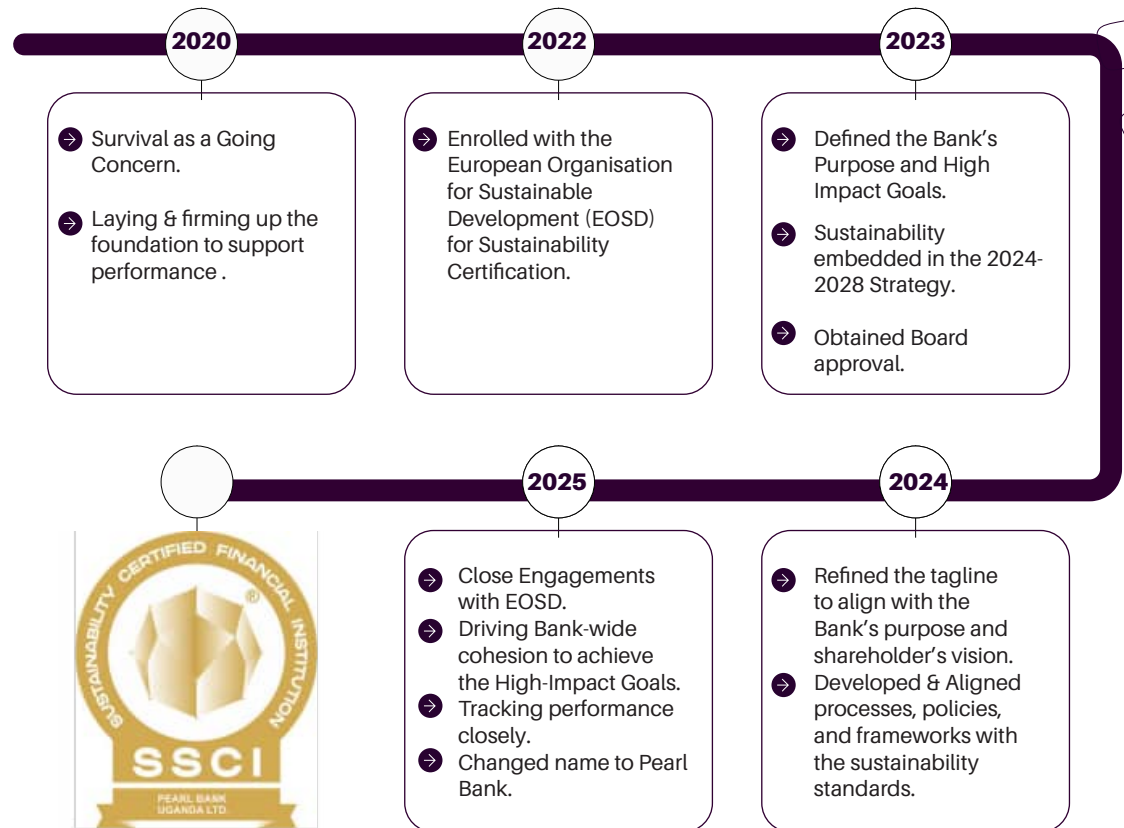 2020
Survival as a Going
Concern.
Laying & firming up the
foundation to support
performance .
2022
Enrolled with the
European Organisation
for Sustainable
Development (EOSD)
for Sustainability
Certification.
2023
Defined the Bank's
Purpose and High
Impact Goals.
Sustainability
embedded in the 2024-
2028 Strategy.
Obtained Board
approval.
2024
Refined the tagline
to align with the
Bank's purpose and
shareholder's vision.
Developed & Aligned
processes, policies,
and frameworks with
the sustainability
standards.
2025
Close Engagements
with EOSD.
Driving Bank-wide
cohesion to achieve
the High-Impact Goals.
Tracking performance
closely.
Changed name to Pearl
Bank.
SUSTAINABILITY CERTIFIED FINANCIAL INSTITUTION
®
SSCI
PEARL BANK
UGANDA LTD.